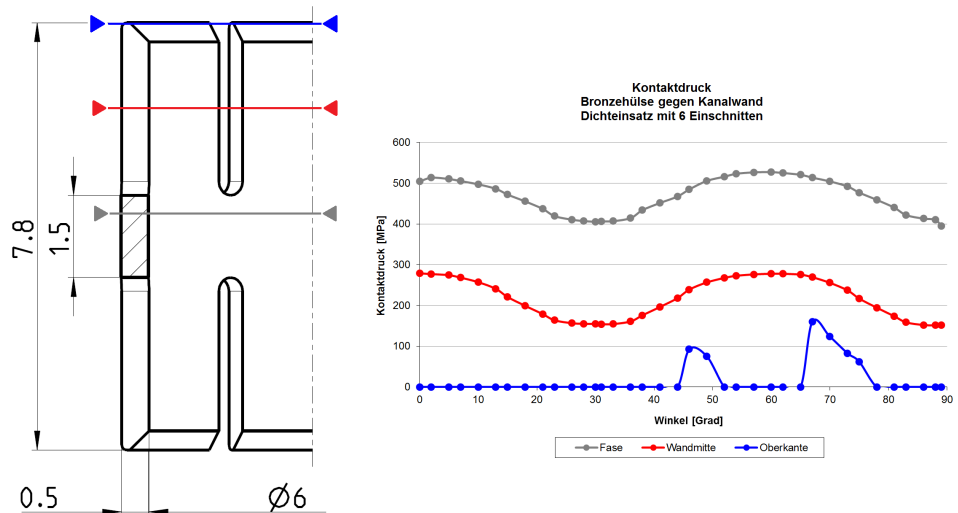 7.8
1.5
0.5
Ø6
Kontaktdruck
Bronzehülse gegen Kanalwand
Dichteinsatz mit 6 Einschnitten
Kontaktdruck [MPa]
600
500
400
300
200
100
0
0 10 20 30 40 50 60 70 80 90
Winkel [Grad]
Fase Wandmitte Oberkante